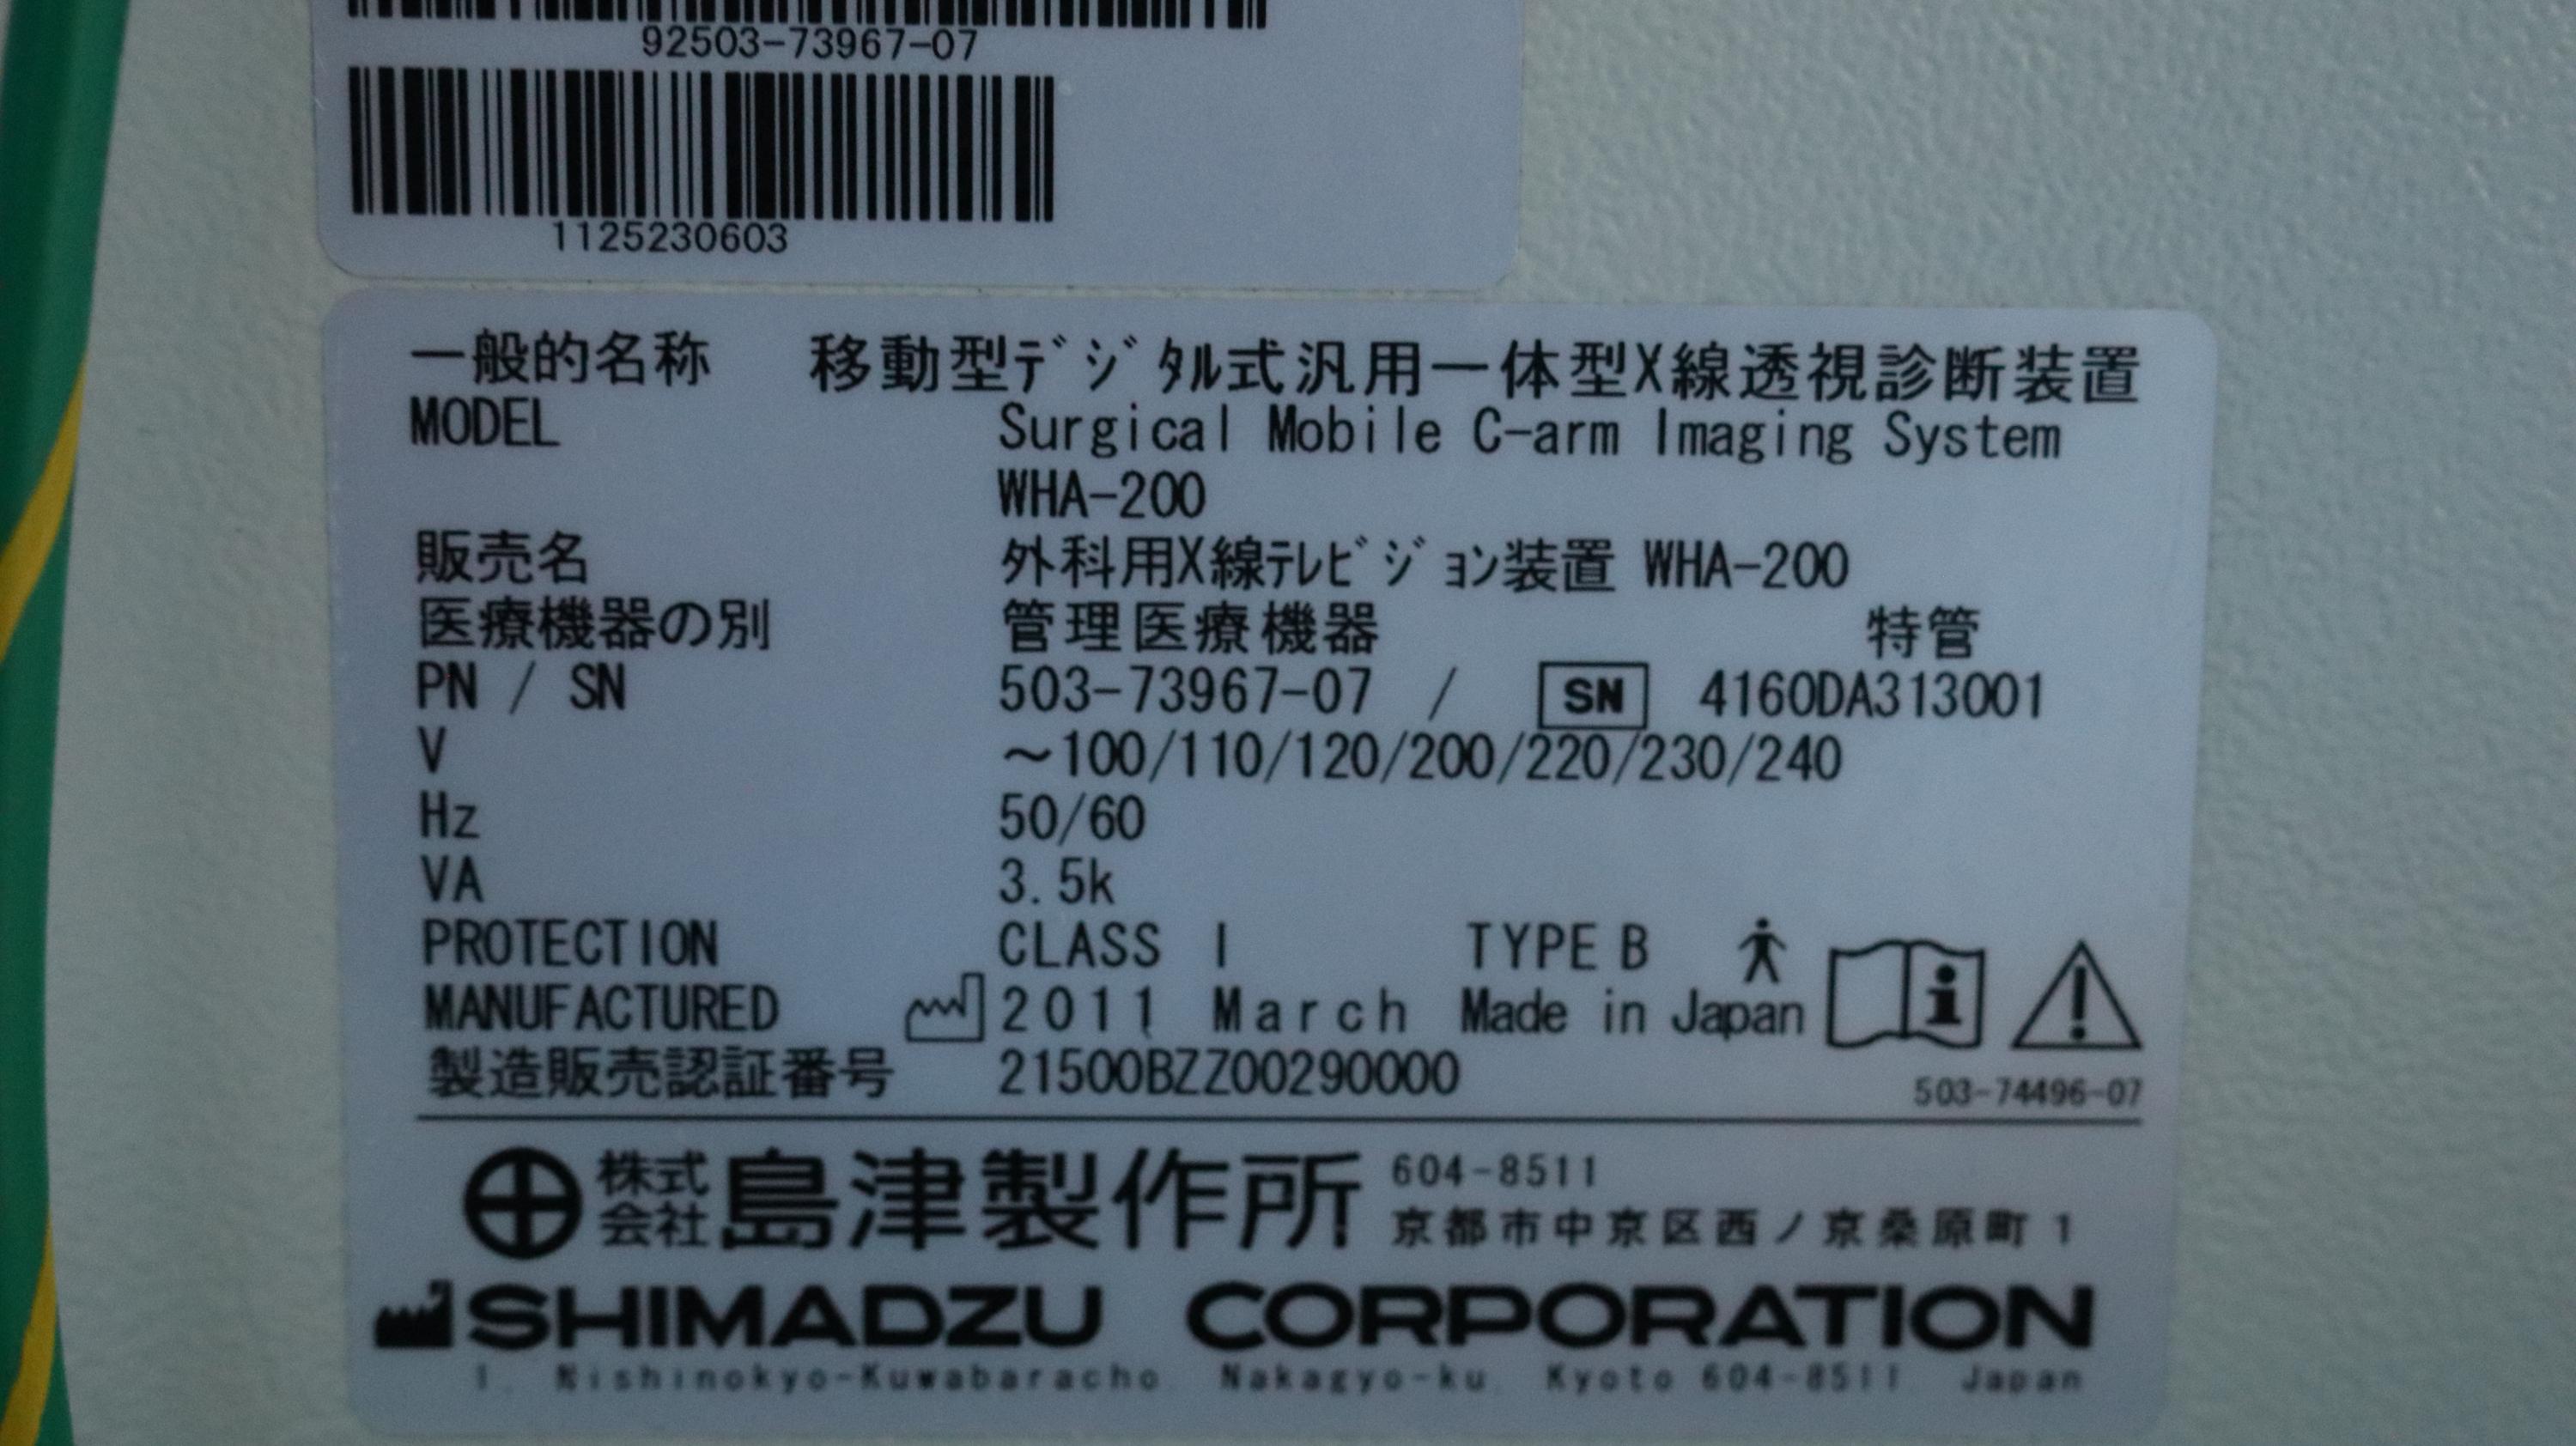 92503-73967-07
1125230603
一般的名称 移動型ﾃﾞｼﾞﾀﾙ式汎用一体型X線透視診断装置
MODEL Surgical Mobile C-arm Imaging System
WHA-200
販売名 外科用X線ﾃﾚﾋﾞｼﾞｮﾝ装置 WHA-200
医療機器の別 管理医療機器 特管
PN / SN 503-73967-07 / SN 4160DA313001
V ～100/110/120/200/220/230/240
Hz 50/60
VA 3.5k
PROTECTION CLASS I TYPE B
MANUFACTURED 2011 March Made in Japan
製造販売認証番号 21500BZZ00290000
503-74496-07
株式会社 島津製作所 604-8511
京都市中京区西ノ京桑原町1
SHIMADZU CORPORATION
1, Nishinokyo-Kuwabaracho Nakagyo-ku, Kyoto 604-8511 Japan